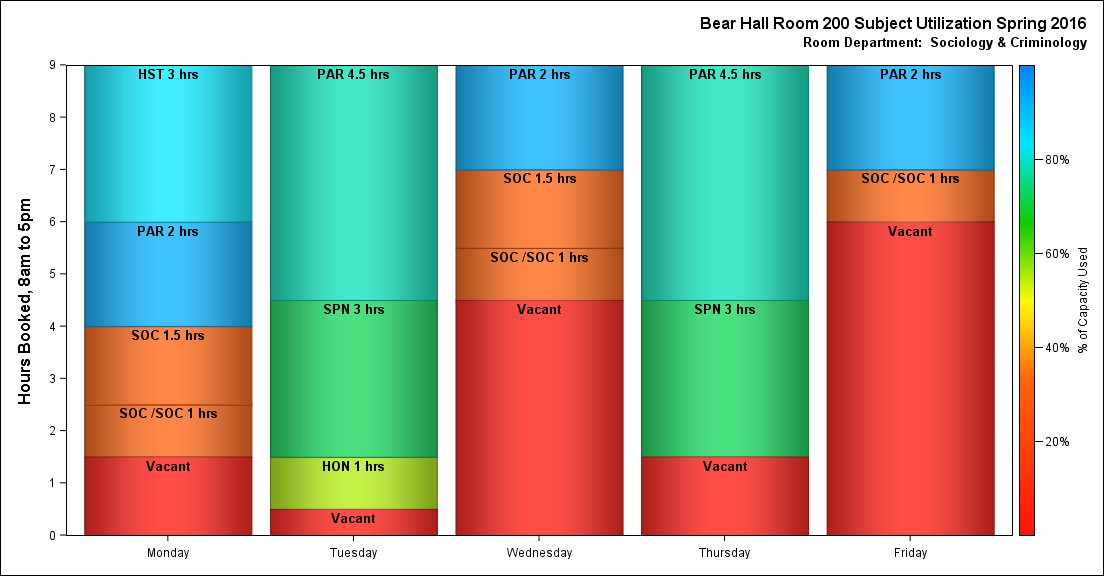 Bear Hall Room 200 Subject Utilization Spring 2016
Room Department:  Sociology & Criminology
Hours Booked, 8am to 5pm
9
8
7
6
5
4
3
2
1
0
HST 3 hrs
PAR 2 hrs
SOC 1.5 hrs
SOC /SOC 1 hrs
Vacant
PAR 4.5 hrs
SPN 3 hrs
HON 1 hrs
Vacant
PAR 2 hrs
SOC 1.5 hrs
SOC /SOC 1 hrs
Vacant
PAR 4.5 hrs
SPN 3 hrs
Vacant
PAR 2 hrs
SOC /SOC 1 hrs
Vacant
Monday
Tuesday
Wednesday
Thursday
Friday
80%
60%
40%
20%
% of Capacity Used